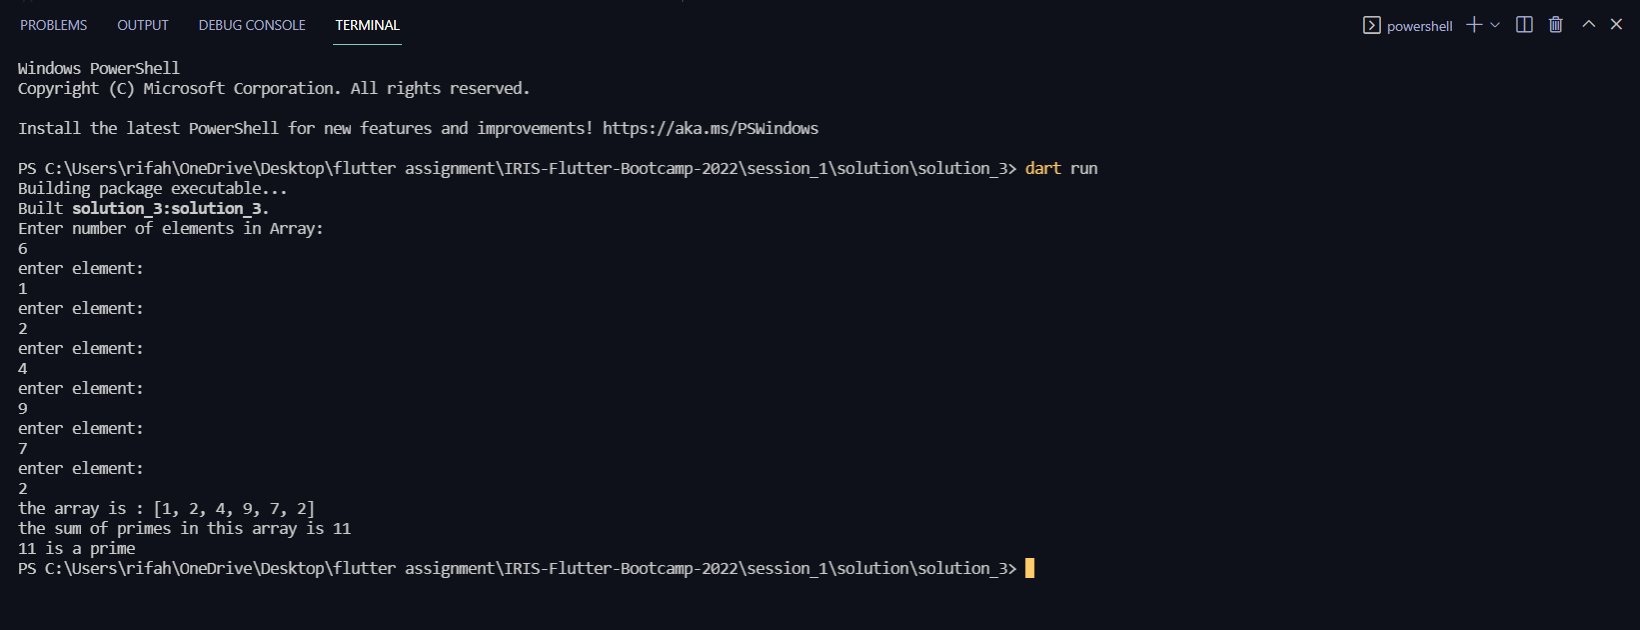 PROBLEMS OUTPUT DEBUG CONSOLE TERMINAL powershell
Windows PowerShell
Copyright (C) Microsoft Corporation. All rights reserved.
Install the latest PowerShell for new features and improvements! https://aka.ms/PSWindows
PS C:\Users\rifah\OneDrive\Desktop\flutter assignment\IRIS-Flutter-Bootcamp-2022\session_1\solution\solution_3> dart run
Building package executable...
Built solution_3:solution_3.
Enter number of elements in Array:
6
enter element:
1
enter element:
2
enter element:
4
enter element:
9
enter element:
7
enter element:
2
the array is : [1, 2, 4, 9, 7, 2]
the sum of primes in this array is 11
11 is a prime
PS C:\Users\rifah\OneDrive\Desktop\flutter assignment\IRIS-Flutter-Bootcamp-2022\session_1\solution\solution_3>